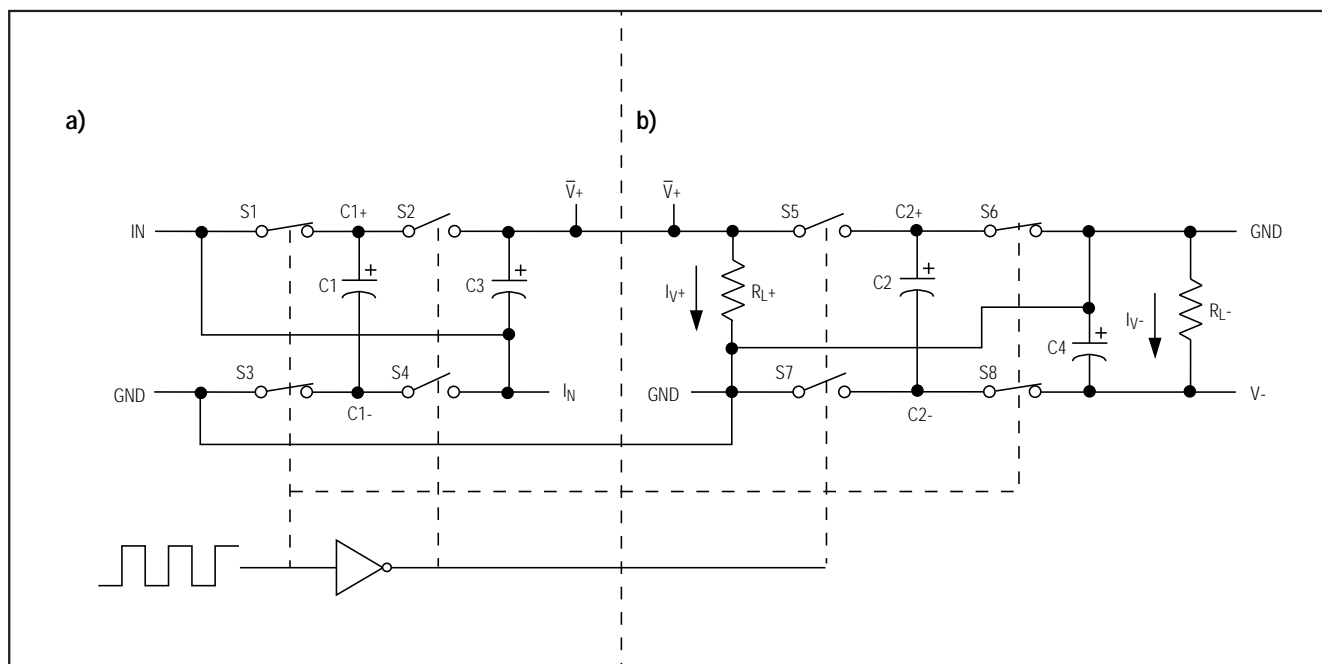 a)
b)
V̅+
V̅+
S1
C1+
S2
S5
C2+
S6
IN
GND
C1
+
C3
+
IV+
RL+
C2
+
C4
+
IV-
RL-
S3
S4
S7
S8
GND
C1-
IN
GND
C2-
V-